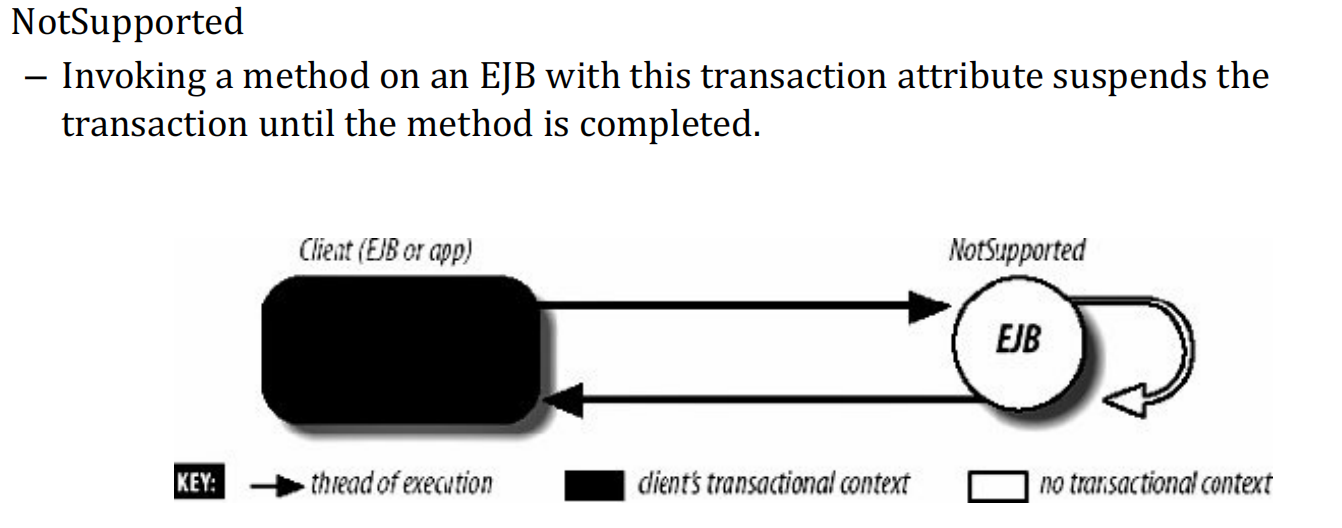 NotSupported
– Invoking a method on an EJB with this transaction attribute suspends the
transaction until the method is completed.
Client (EJB or app)
NotSupported
EJB
KEY:
thread of execution
client's transactional context
no transactional context